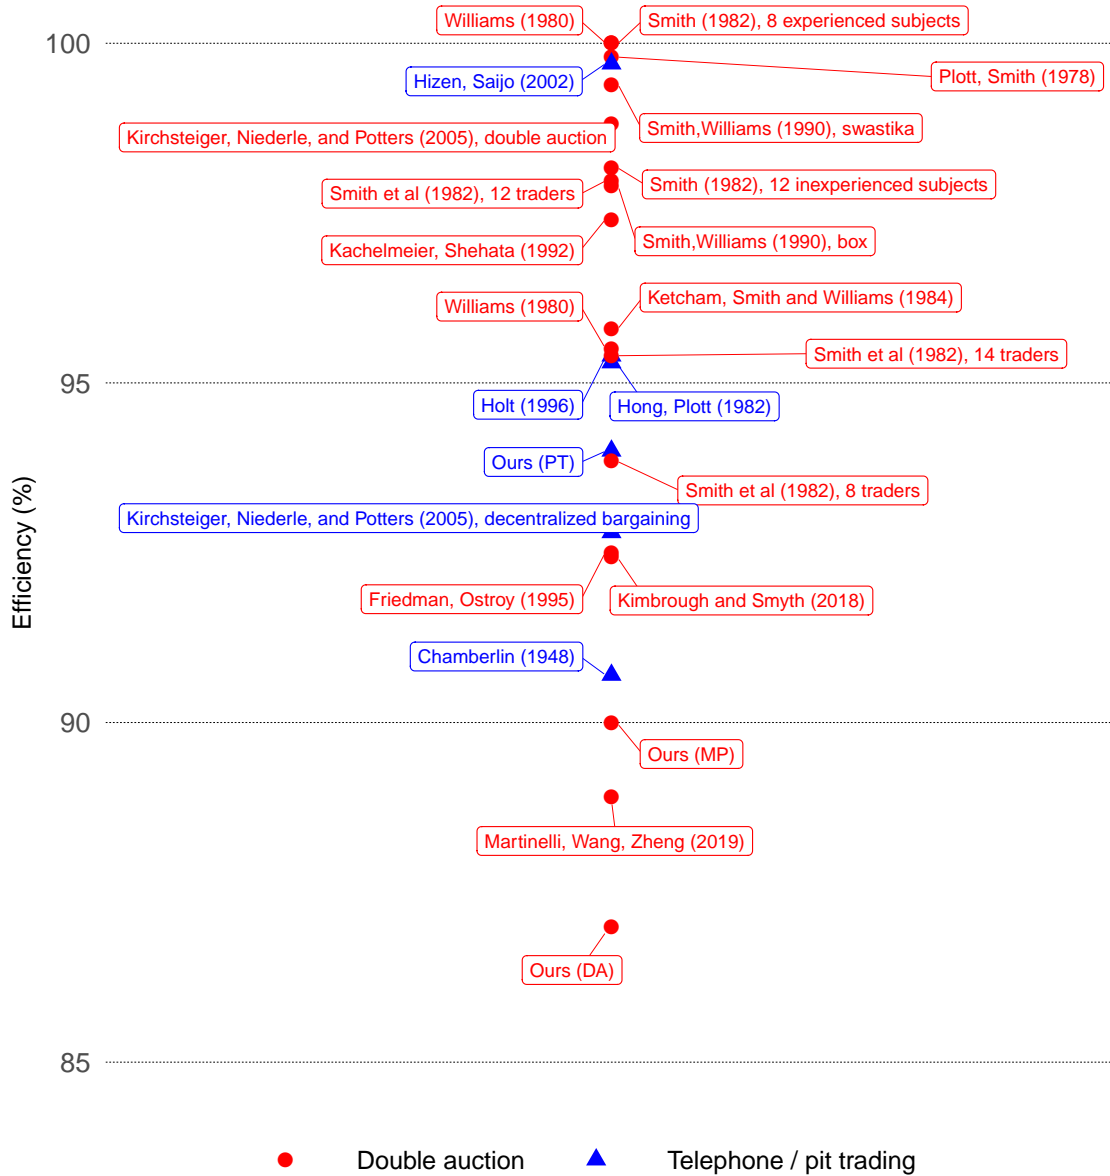 Williams (1980)
Smith (1982), 8 experienced subjects
100
Hizen, Saijo (2002)
Plott, Smith (1978)
Smith,Williams (1990), swastika
Kirchsteiger, Niederle, and Potters (2005), double auction
Smith (1982), 12 inexperienced subjects
Smith et al (1982), 12 traders
Smith,Williams (1990), box
Kachelmeier, Shehata (1992)
Ketcham, Smith and Williams (1984)
Williams (1980)
Smith et al (1982), 14 traders
95
Holt (1996)
Hong, Plott (1982)
Ours (PT)
Smith et al (1982), 8 traders
Kirchsteiger, Niederle, and Potters (2005), decentralized bargaining
Efficiency (%)
Friedman, Ostroy (1995)
Kimbrough and Smyth (2018)
Chamberlin (1948)
90
Ours (MP)
Martinelli, Wang, Zheng (2019)
Ours (DA)
85
Double auction
Telephone / pit trading